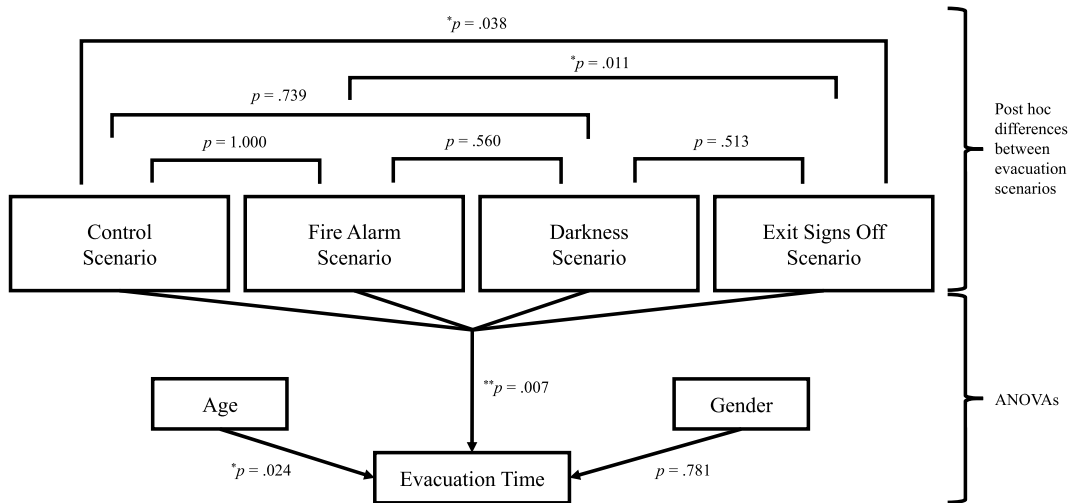 *p = .038
*p = .011
p = .739
p = 1.000
p = .560
p = .513
Post hoc
differences
between
evacuation
scenarios
Control
Scenario
Fire Alarm
Scenario
Darkness
Scenario
Exit Signs Off
Scenario
**p = .007
Age
Gender
ANOVAs
*p = .024
p = .781
Evacuation Time